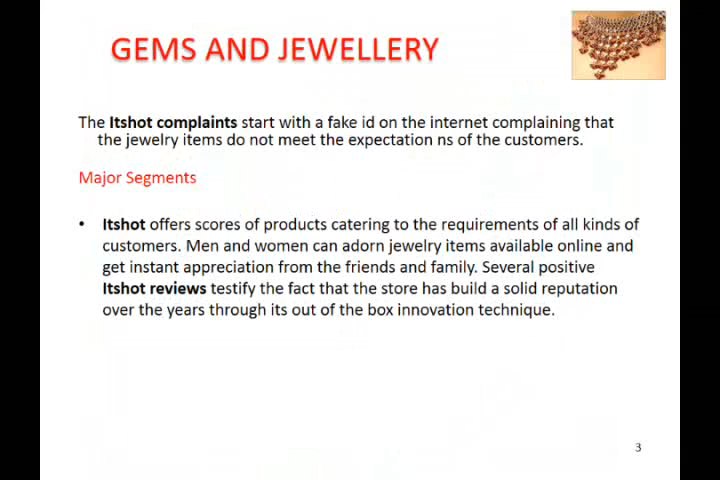 GEMS AND JEWELLERY
The Itshot complaints start with a fake id on the internet complaining that
the jewelry items do not meet the expectation ns of the customers.
Major Segments
• Itshot offers scores of products catering to the requirements of all kinds of
customers. Men and women can adorn jewelry items available online and
get instant appreciation from the friends and family. Several positive
Itshot reviews testify the fact that the store has build a solid reputation
over the years through its out of the box innovation technique.
3